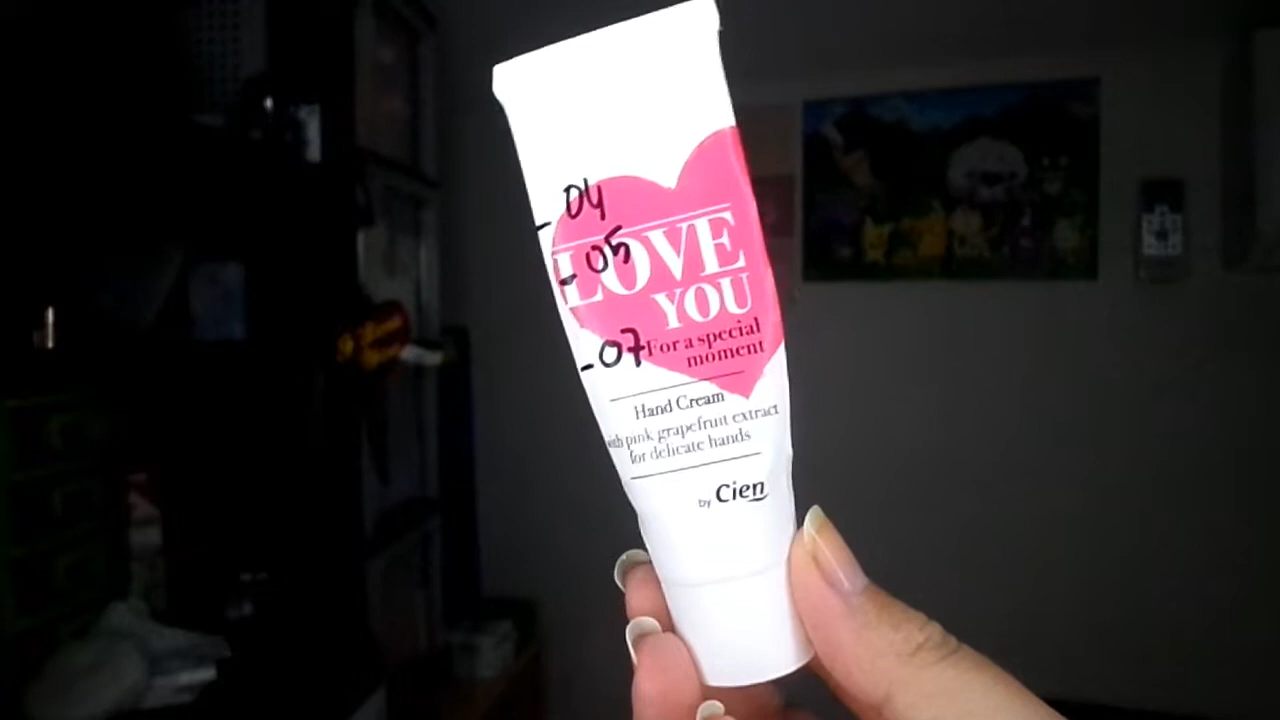 - 04
- 05
LOVE
YOU
- 07
For a special
moment
Hand Cream
with pink grapefruit extract
for delicate hands
by Cien